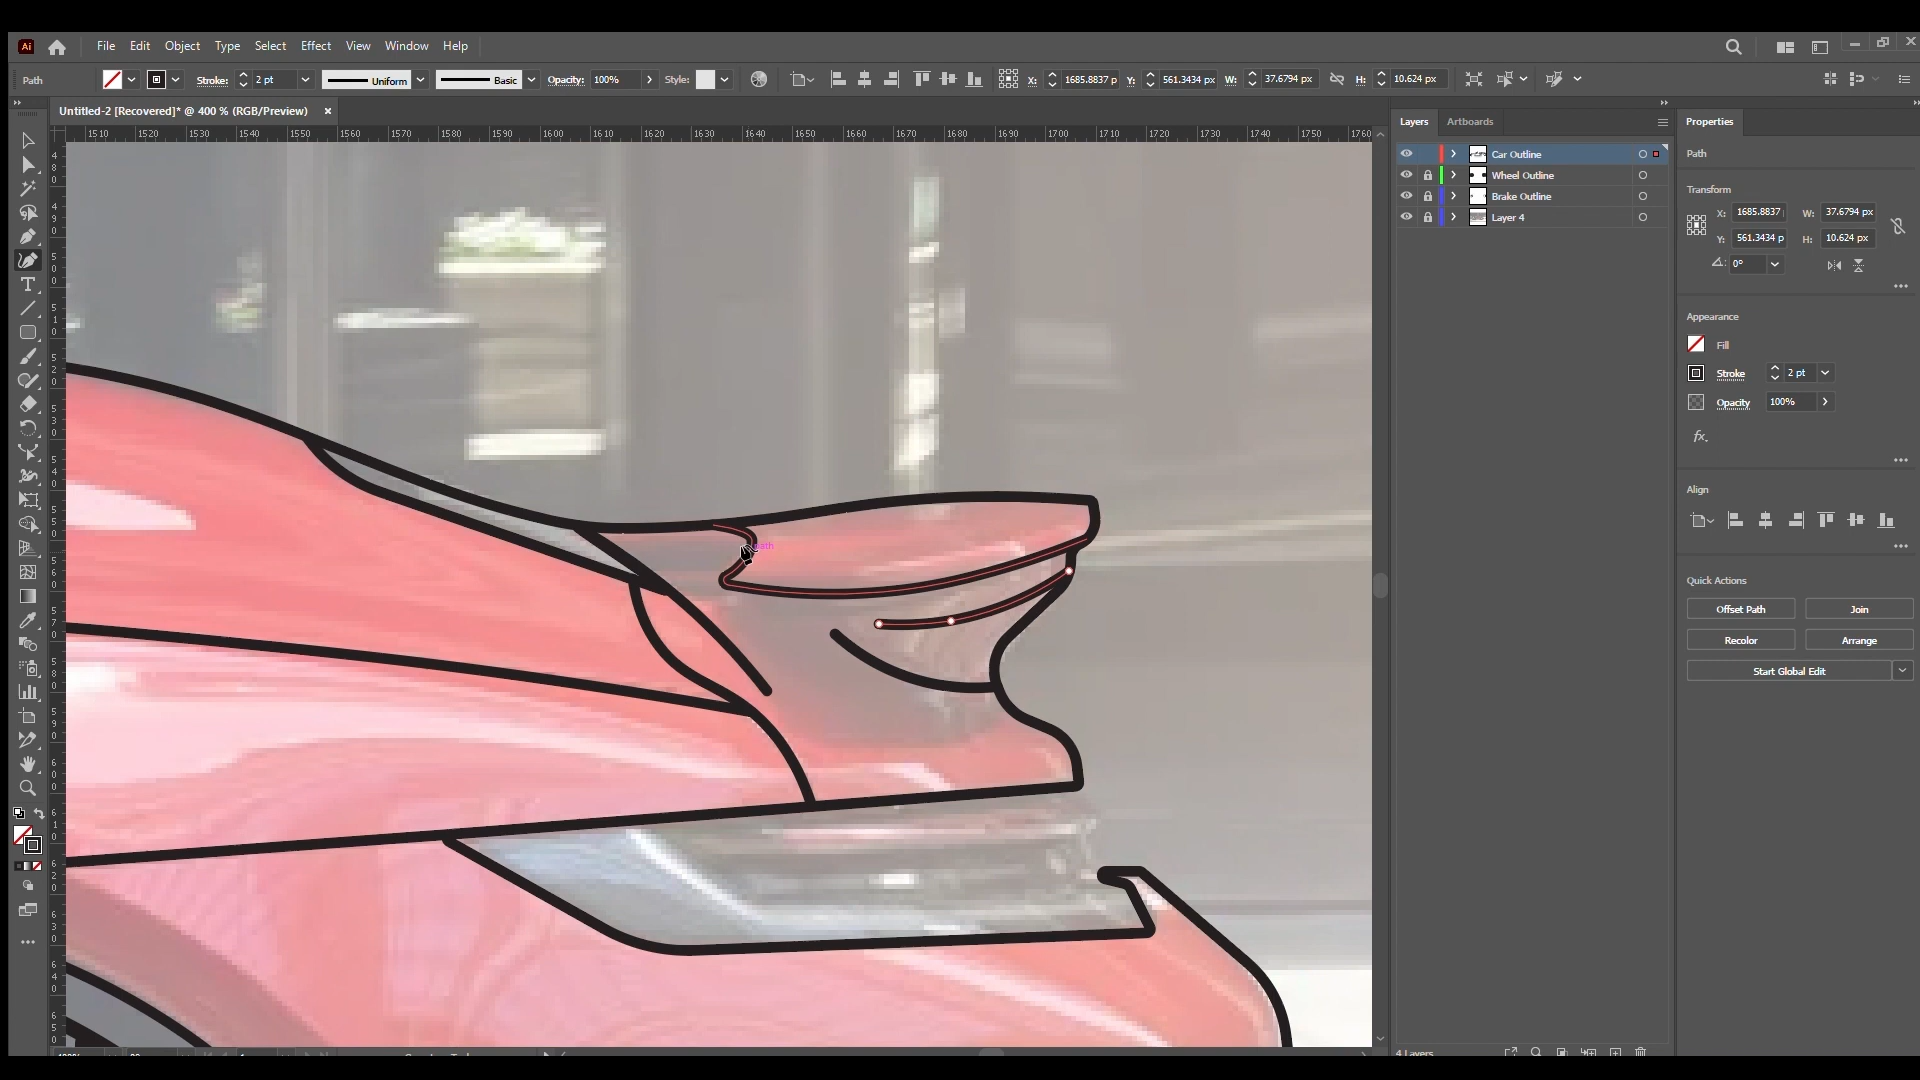 Ai File Edit Object Type Select Effect View Window Help
Path Stroke: 2 pt Uniform Basic Opacity: 100% Style: X: 1685.8837 p Y: 561.3434 px W: 37.6794 px H: 10.624 px
Untitled-2 [Recovered]* @ 400 % (RGB/Preview) ×
1510 1520 1530 1540 1550 1560 1570 1580 1590 1600 1610 1620 1630 1640 1650 1660 1670 1680 1690 1700 1710 1720 1730 1740 1750 1760
path
Layers Artboards
Car Outline
Wheel Outline
Brake Outline
Layer 4
4 Layers
Properties
Path
Transform
X: 1685.8837 W: 37.6794 px
Y: 561.3434 p H: 10.624 px
0°
Appearance
Fill
Stroke 2 pt
Opacity 100%
fx.
Align
Quick Actions
Offset Path Join
Recolor Arrange
Start Global Edit